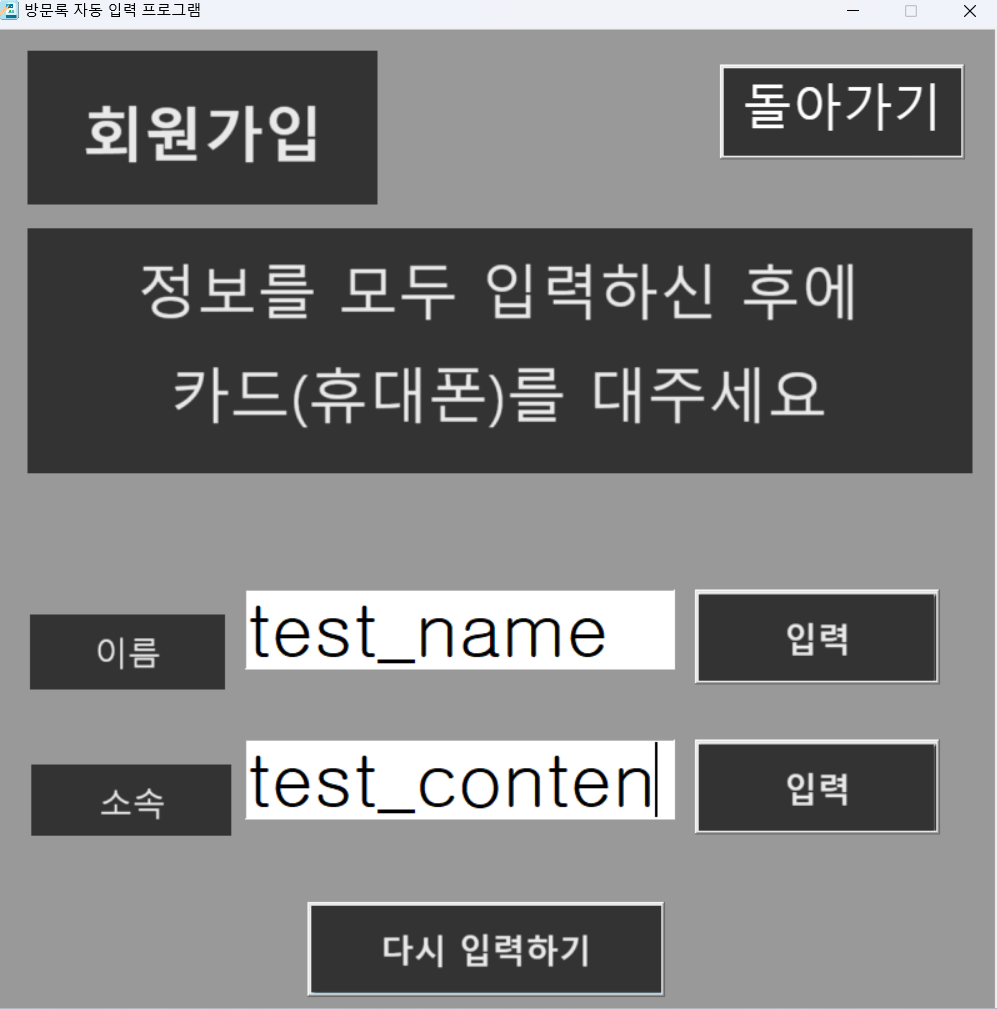 방문록 자동 입력 프로그램
회원가입
돌아가기
정보를 모두 입력하신 후에
카드(휴대폰)를 대주세요
이름
test_name
입력
소속
test_conten
입력
다시 입력하기